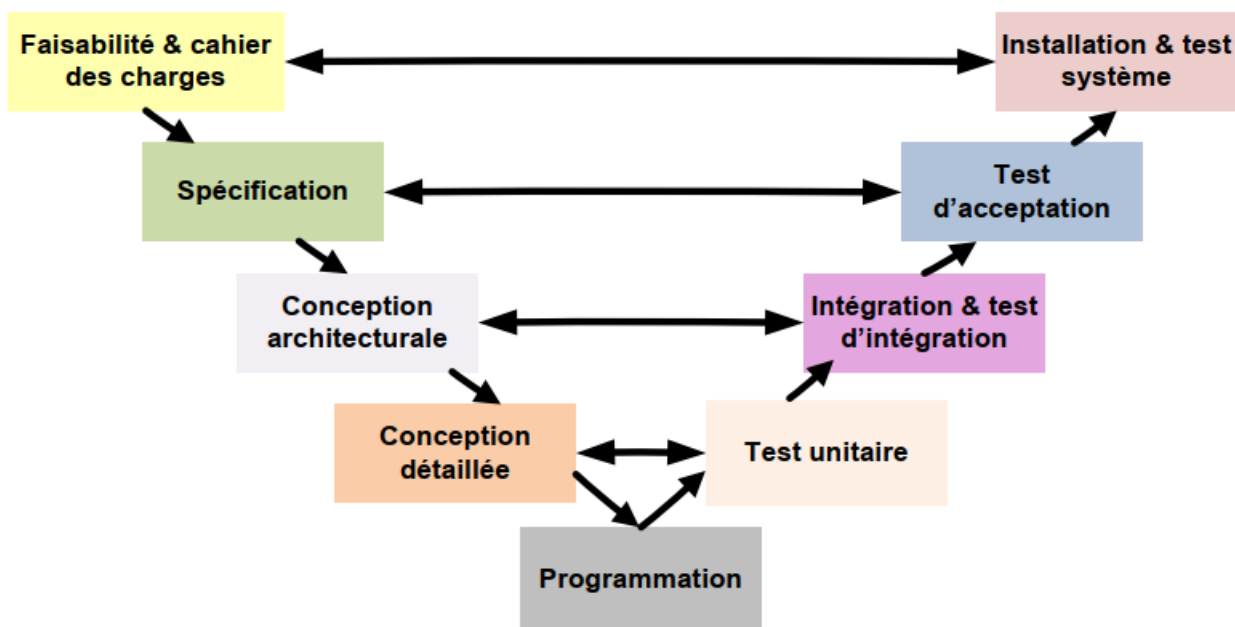 Faisabilité & cahier
des charges
Installation & test
système
Spécification
Test
d’acceptation
Conception
architecturale
Intégration & test
d’intégration
Conception
détaillée
Test unitaire
Programmation